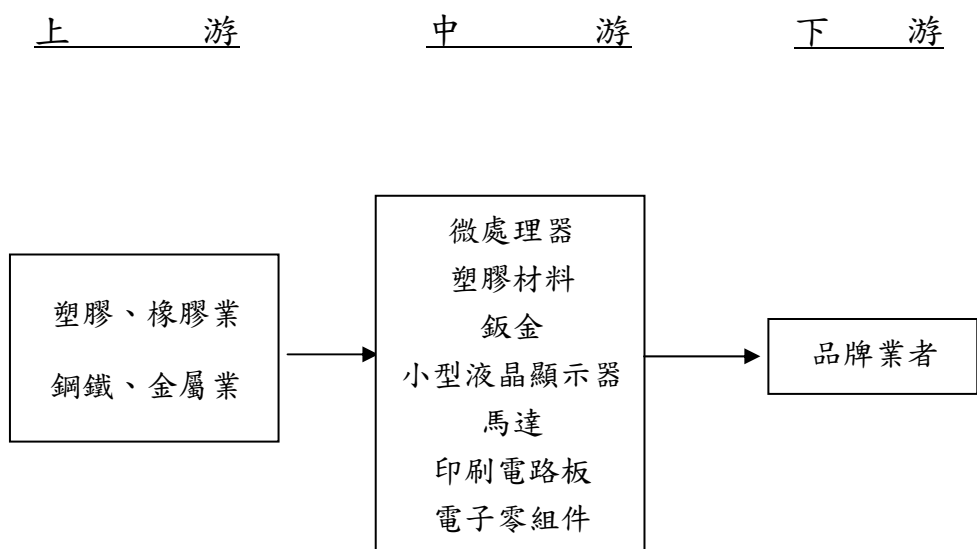 上 游
中 游
下 游
塑膠、橡膠業
鋼鐵、金屬業
微處理器
塑膠材料
鈑金
小型液晶顯示器
馬達
印刷電路板
電子零組件
品牌業者